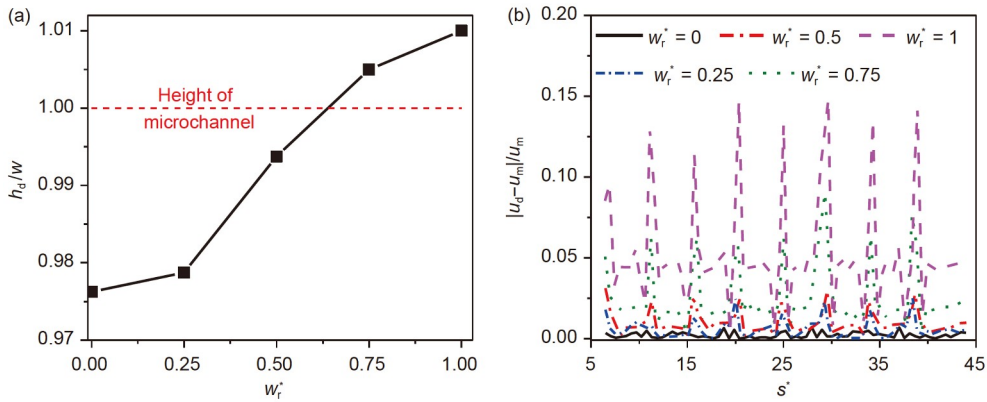 (a)
1.01
1.00
0.99
0.98
0.97
h_d/w
Height of
microchannel
0.00 0.25 0.50 0.75 1.00
w_r^*
(b)
w_r^* = 0 w_r^* = 0.5 w_r^* = 1
w_r^* = 0.25 w_r^* = 0.75
0.20
0.15
0.10
0.05
0.00
|u_d–u_m|/u_m
5 15 25 35 45
s^*